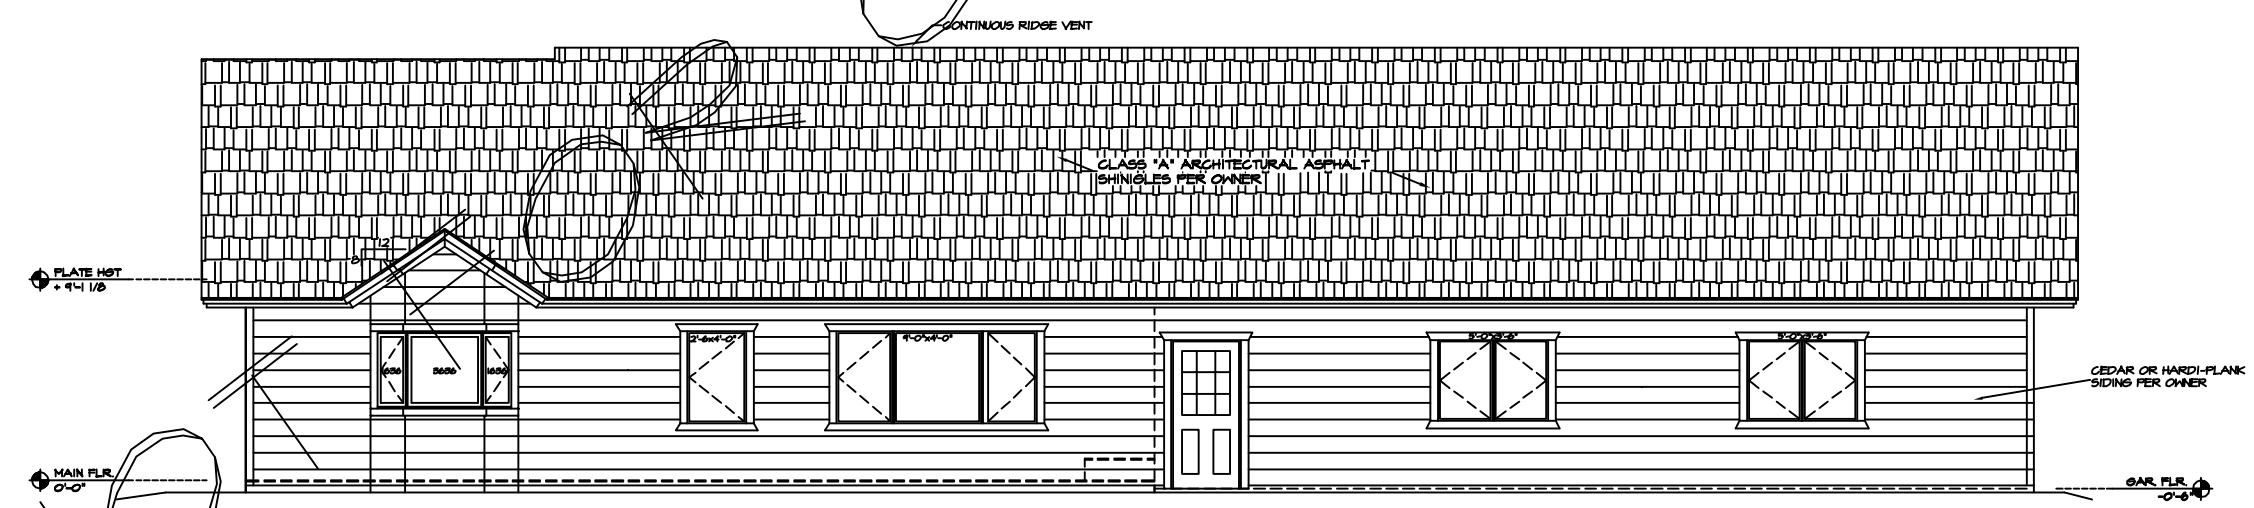 CONTINUOUS RIDGE VENT
CLASS "A" ARCHITECTURAL ASPHALT
SHINGLES PER OWNER
12
8
PLATE HGT
+ 9'-1 1/8
2'-6x4'-0"
9'-0"x4'-0"
5'-0"x3'-6"
5'-0"x3'-6"
1636
3636
1636
CEDAR OR HARDI-PLANK
SIDING PER OWNER
MAIN FLR.
0'-0"
GAR. FLR.
-0'-6"